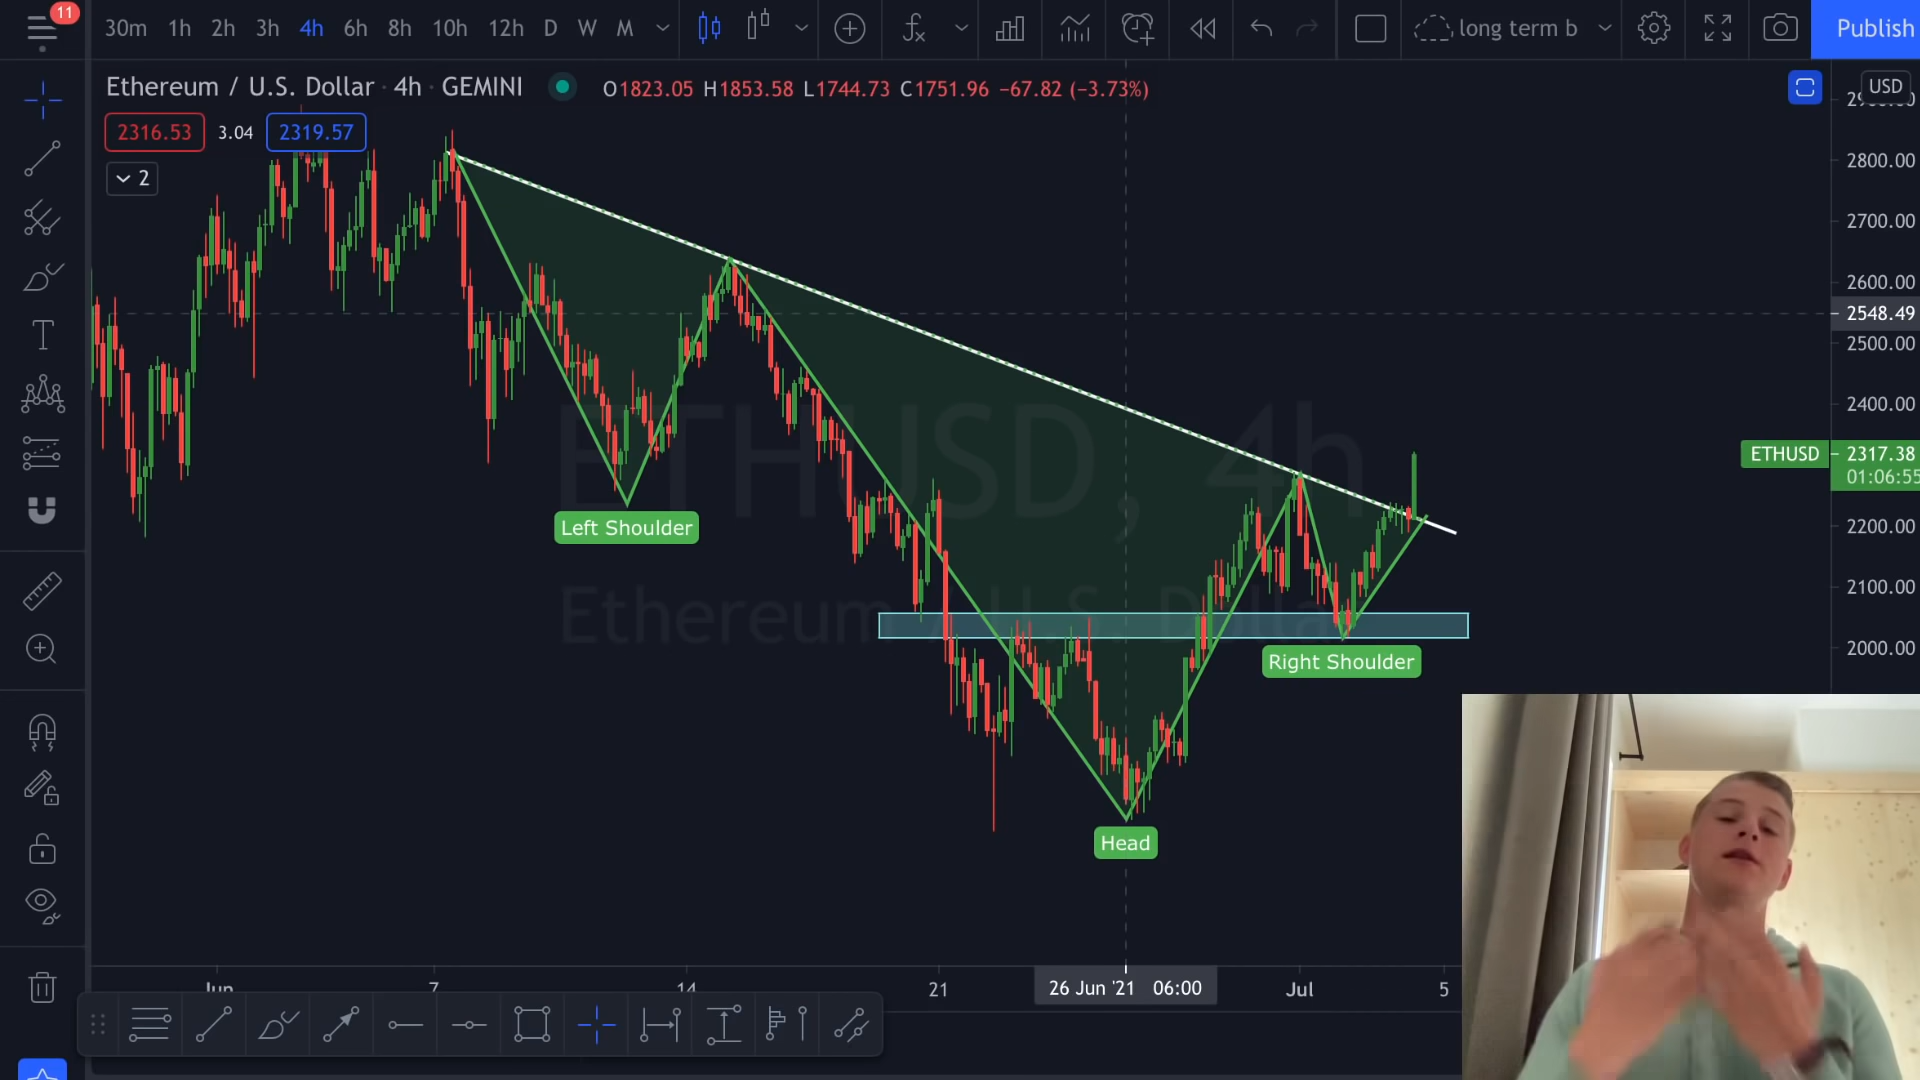 11
30m 1h 2h 3h 4h 6h 8h 10h 12h D W M
long term b
Publish
Ethereum / U.S. Dollar · 4h · GEMINI
O1823.05 H1853.58 L1744.73 C1751.96 −67.82 (−3.73%)
USD
2316.53 3.04 2319.57
2
2800.00
2700.00
2600.00
2548.49
2500.00
2400.00
ETHUSD 2317.38
01:06:55
2200.00
2100.00
2000.00
ETHUSD, 4h
Ethereum / U.S. Dollar
Left Shoulder
Right Shoulder
Head
Jun 7 14 21 26 Jun '21 06:00 Jul 5